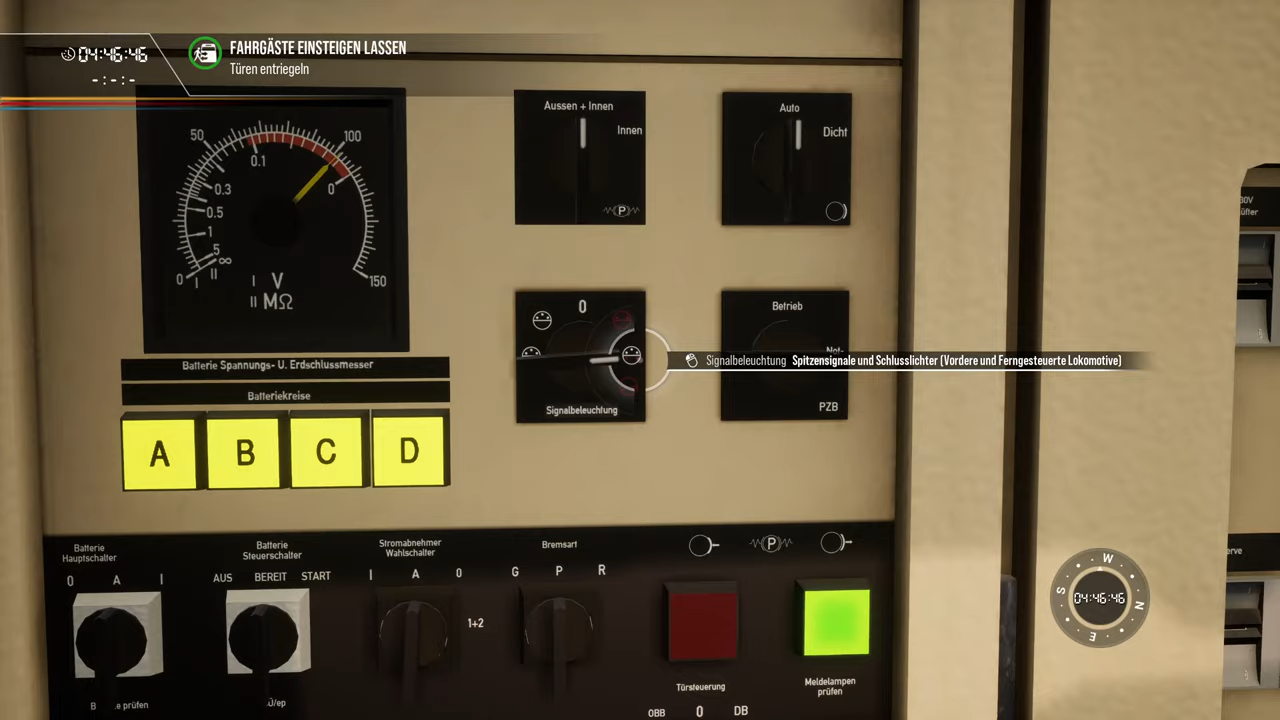 04:46:46
-:-:-
FAHRGÄSTE EINSTEIGEN LASSEN
Türen entriegeln
50
100
0.1
0
0.3
0.5
1
5
∞
II
0
I
150
I V
II MΩ
Batterie Spannungs- U. Erdschlussmesser
Batteriekreise
A B C D
Aussen + Innen
Innen
P
Auto
Dicht
0
Signalbeleuchtung
Betrieb
PZB
Signalbeleuchtung Spitzensignale und Schlusslichter (Vordere und Ferngesteuerte Lokomotive)
Batterie
Hauptschalter
0 A I
Batterie
Steuerschalter
AUS BEREIT START
Stromabnehmer
Wahlschalter
I A 0
1+2
Bremsart
G P R
P
Türsteuerung
ÖBB 0 DB
Meldelampen
prüfen
prüfen
W
S
N
E
04:46:46